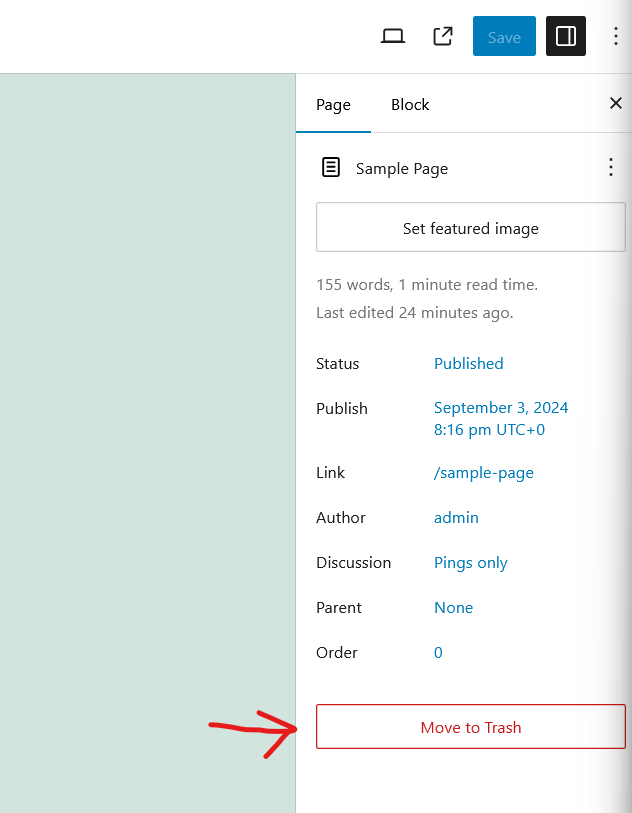 Save
Page Block
Sample Page
Set featured image
155 words, 1 minute read time.
Last edited 24 minutes ago.
Status Published
Publish September 3, 2024
8:16 pm UTC+0
Link /sample-page
Author admin
Discussion Pings only
Parent None
Order 0
Move to Trash